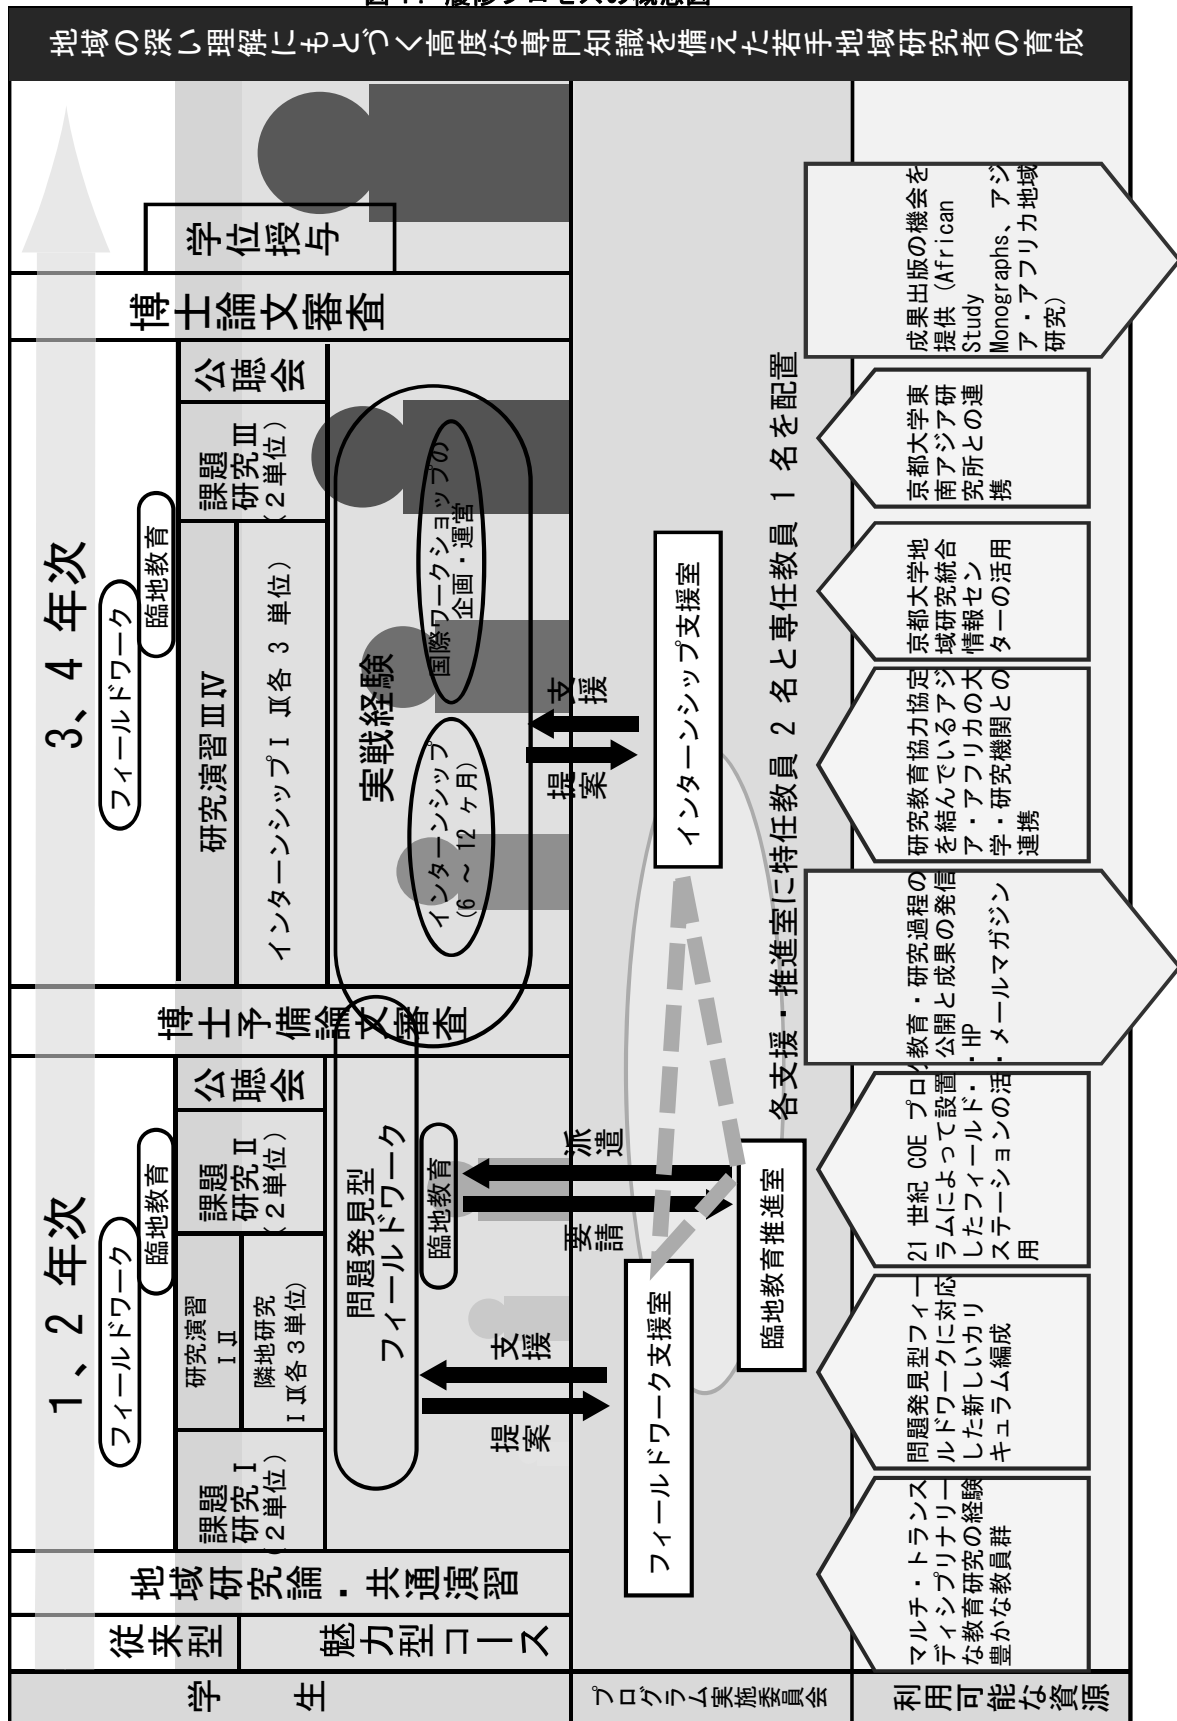 地域の深い理解にもとづく高度な専門知識を備えた若手地域研究者の育成
学生
従来型
魅力型コース
地域研究論・共通演習
1、2年次
フィールドワーク
臨地教育
課題
研究Ⅰ
(2単位)
研究演習
ⅠⅡ
隣地研究
ⅠⅡ(各3単位)
課題
研究Ⅱ
(2単位)
公聴会
問題発見型
フィールドワーク
臨地教育
提案
支援
要請
派遣
博士予備論文審査
3、4年次
フィールドワーク
臨地教育
研究演習ⅢⅣ
インターンシップⅠⅡ(各3単位)
課題
研究Ⅲ
(2単位)
公聴会
実戦経験
インターンシップ
(6~12ヶ月)
国際ワークショップの
企画・運営
提案
支援
博士論文審査
学位授与
プログラム実施委員会
フィールドワーク支援室
臨地教育推進室
インターンシップ支援室
各支援・推進室に特任教員2名と専任教員1名を配置
利用可能な資源
マルチ・トランス
ディシプリナリー
な教育研究の経験
豊かな教員群
問題発見型フィー
ルドワークに対応
した新しいカリ
キュラム編成
21世紀COEプロ
ラムによって設置
したフィールド・
ステーションの活
用
教育・研究過程の
公開と成果の発信
・HP
・メールマガジン
研究教育協力協定
を結んでいるアジ
ア・アフリカの大
学・研究機関との
連携
京都大学地
域研究統合
情報セン
ターの活用
京都大学東
南アジア研
究所との連
携
成果出版の機会を
提供(African
Study
Monographs、アジ
ア・アフリカ地域
研究)